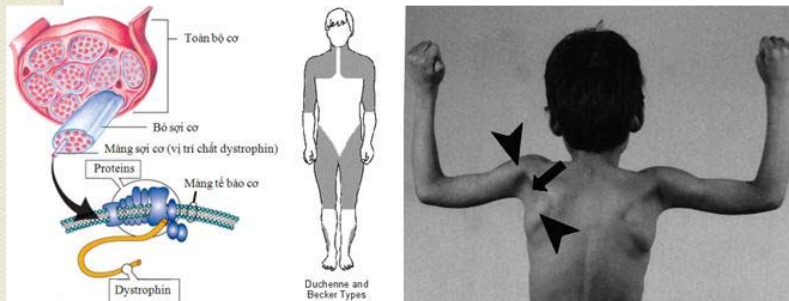 Toàn bộ cơ
Bó sợi cơ
Màng sợi cơ (vị trí chất dystrophin)
Proteins
Màng tế bào cơ
Dystrophin
Duchenne and
Becker Types